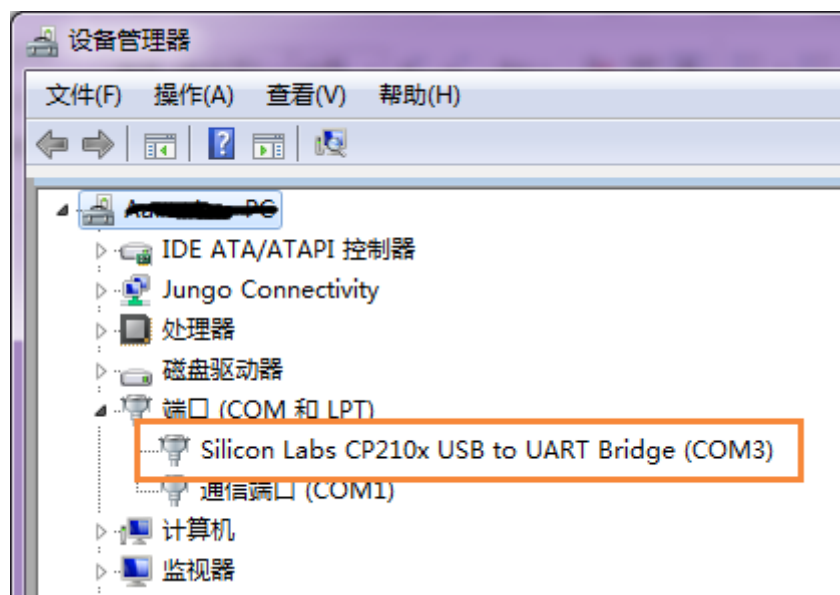 设备管理器
文件(F) 操作(A) 查看(V) 帮助(H)
IDE ATA/ATAPI 控制器
Jungo Connectivity
处理器
磁盘驱动器
端口 (COM 和 LPT)
Silicon Labs CP210x USB to UART Bridge (COM3)
通信端口 (COM1)
计算机
监视器